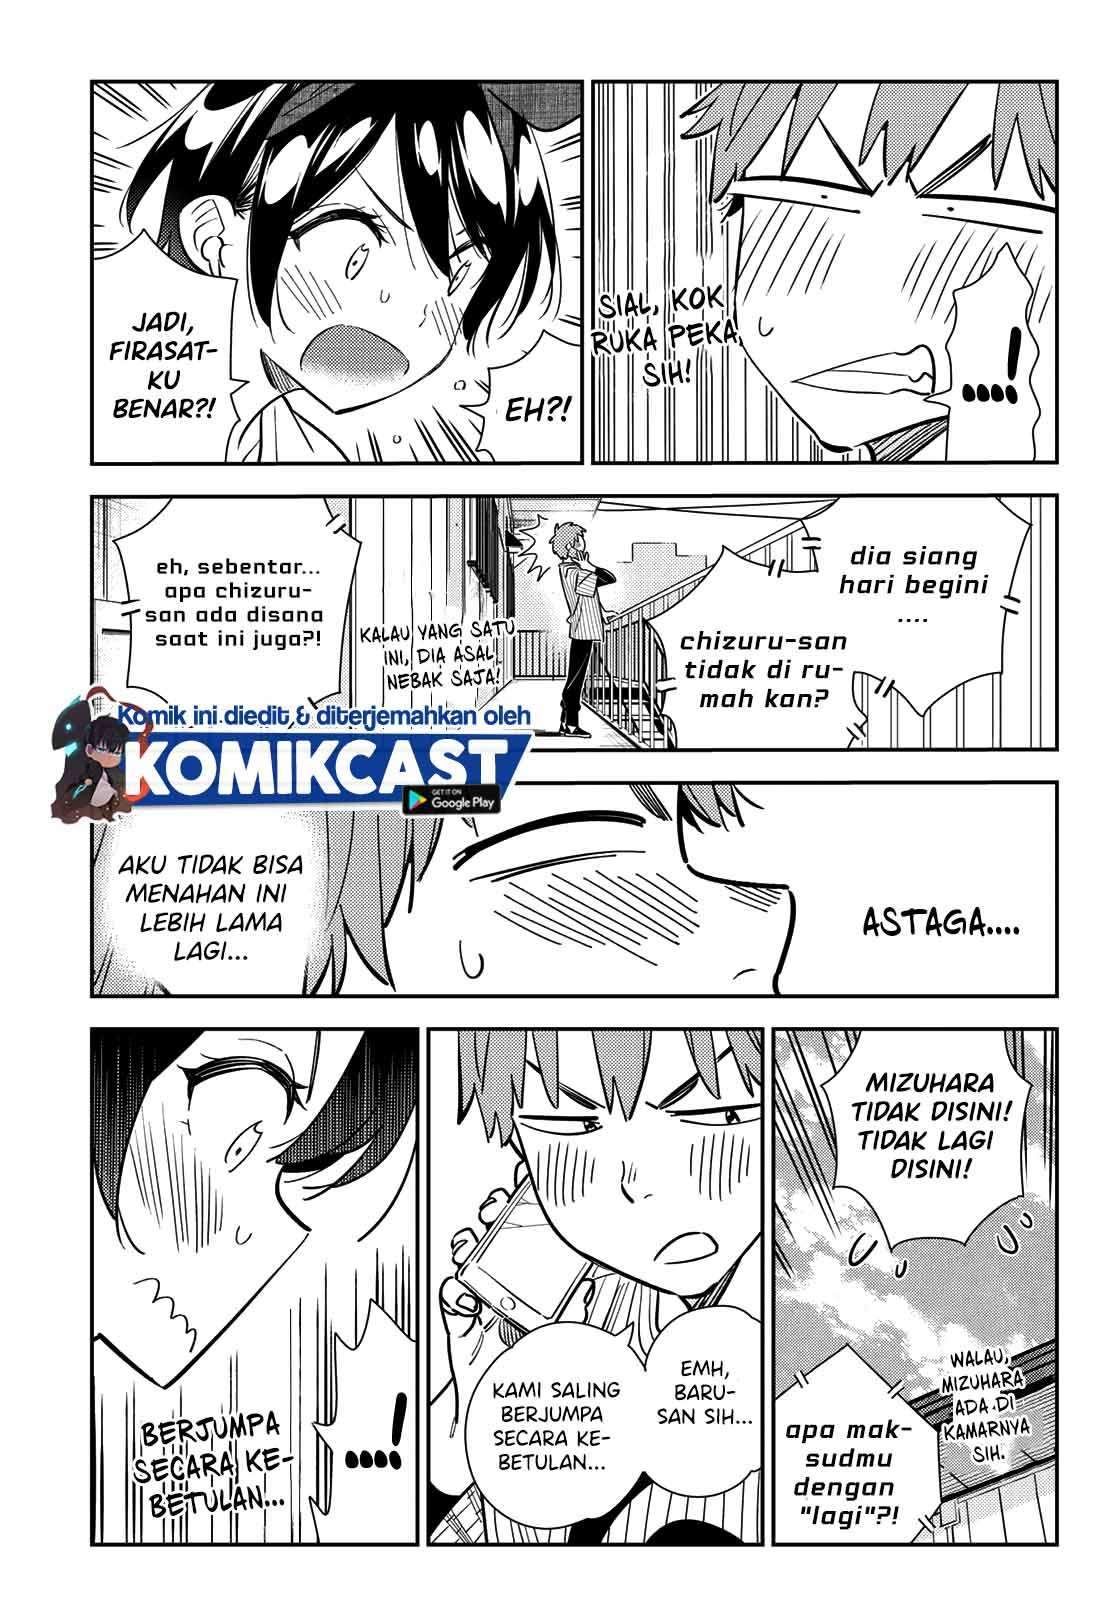 ....!
SIAL, KOK
RUKA PEKA
SIH!
EH?!
JADI,
FIRASAT-
KU
BENAR?!
dia siang
hari begini
....
chizuru-san
tidak di ru-
mah kan?
KALAU YANG SATU
INI, DIA ASAL
NEBAK SAJA!
eh, sebentar...
apa chizuru-
san ada disana
saat ini juga?!
Komik ini diedit & diterjemahkan oleh
KOMIKCAST
GET IT ON
Google Play
ASTAGA....
AKU TIDAK BISA
MENAHAN INI
LEBIH LAMA
LAGI...
MIZUHARA
TIDAK DISINI!
TIDAK LAGI
DISINI!
WALAU,
MIZUHARA
ADA DI
KAMARNYA
SIH.
apa mak-
sudmu
dengan
"lagi"?!
EMH,
BARU-
SAN SIH...
KAMI SALING
BERJUMPA
SECARA KE-
BETULAN...
....!
BERJUMPA
SECARA KE-
BETULAN...